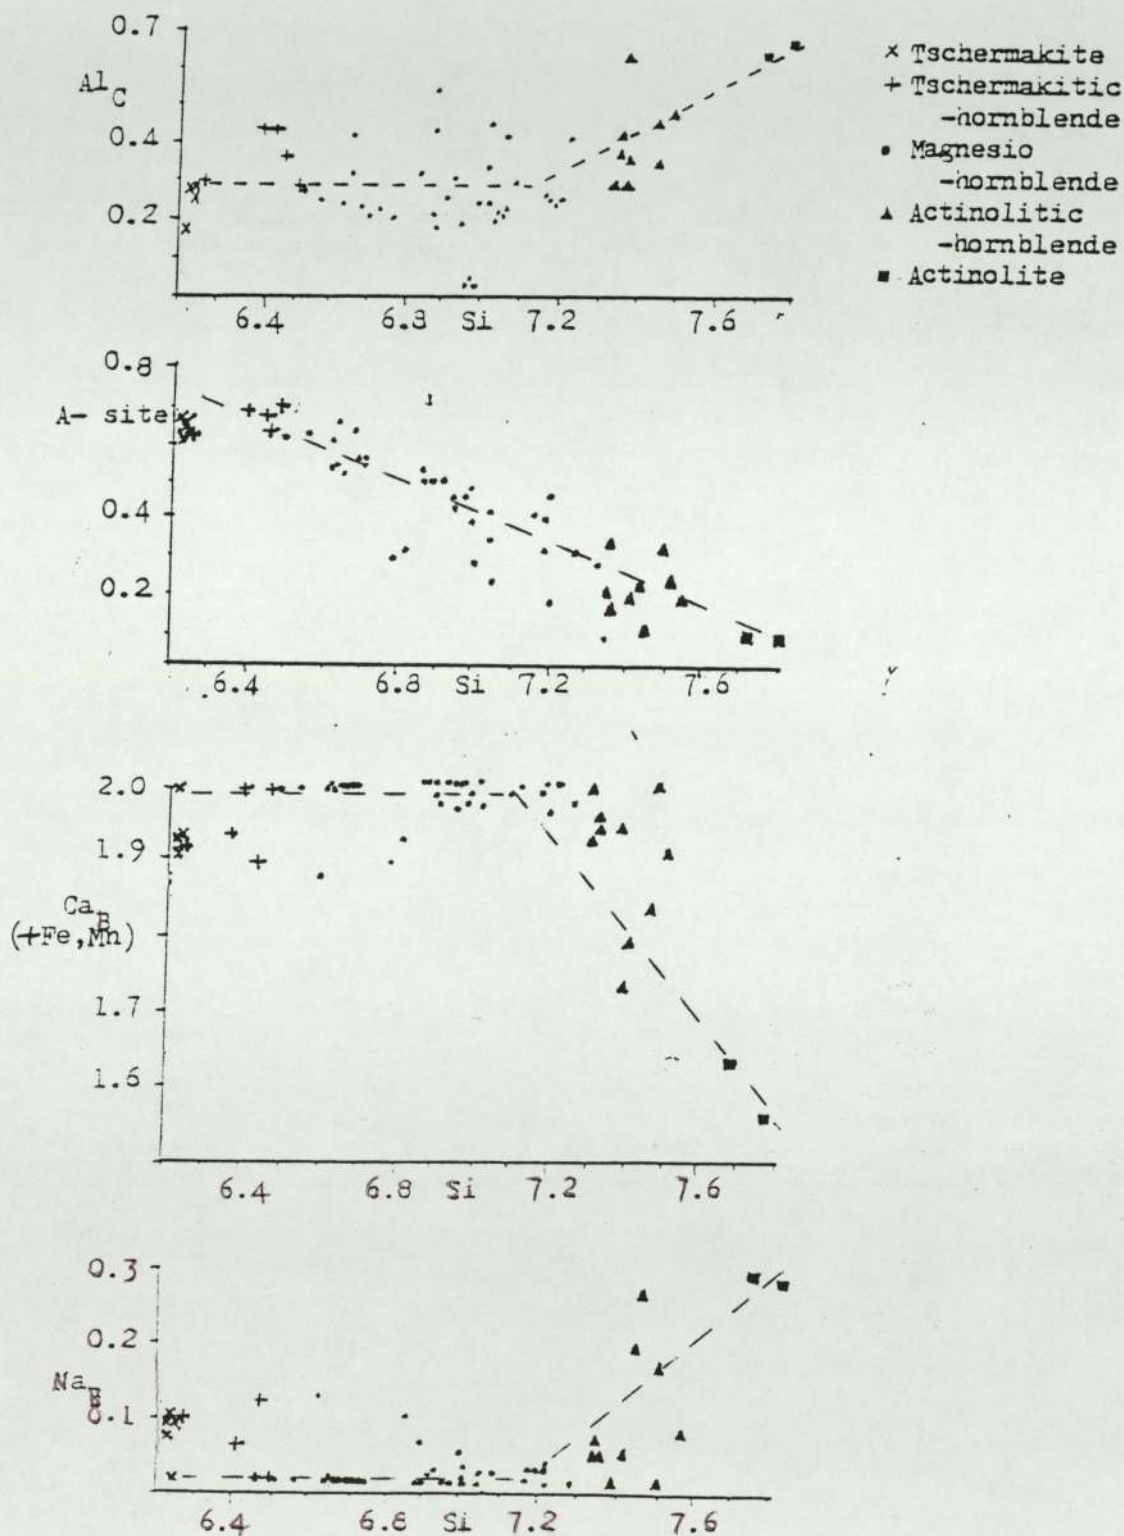 0.7
Al
C
0.4
0.2
6.4 6.8 Si 7.2 7.6
× Tschermakite
+ Tschermakitic
-hornblende
• Magnesio
-hornblende
▲ Actinolitic
-hornblende
■ Actinolite
0.8
A- site
0.4
0.2
6.4 6.8 Si 7.2 7.6
2.0
1.9
Ca
B
(+Fe,Mn)
1.7
1.6
6.4 6.8 Si 7.2 7.6
0.3
0.2
Na
B
0.1
6.4 6.8 Si 7.2 7.6